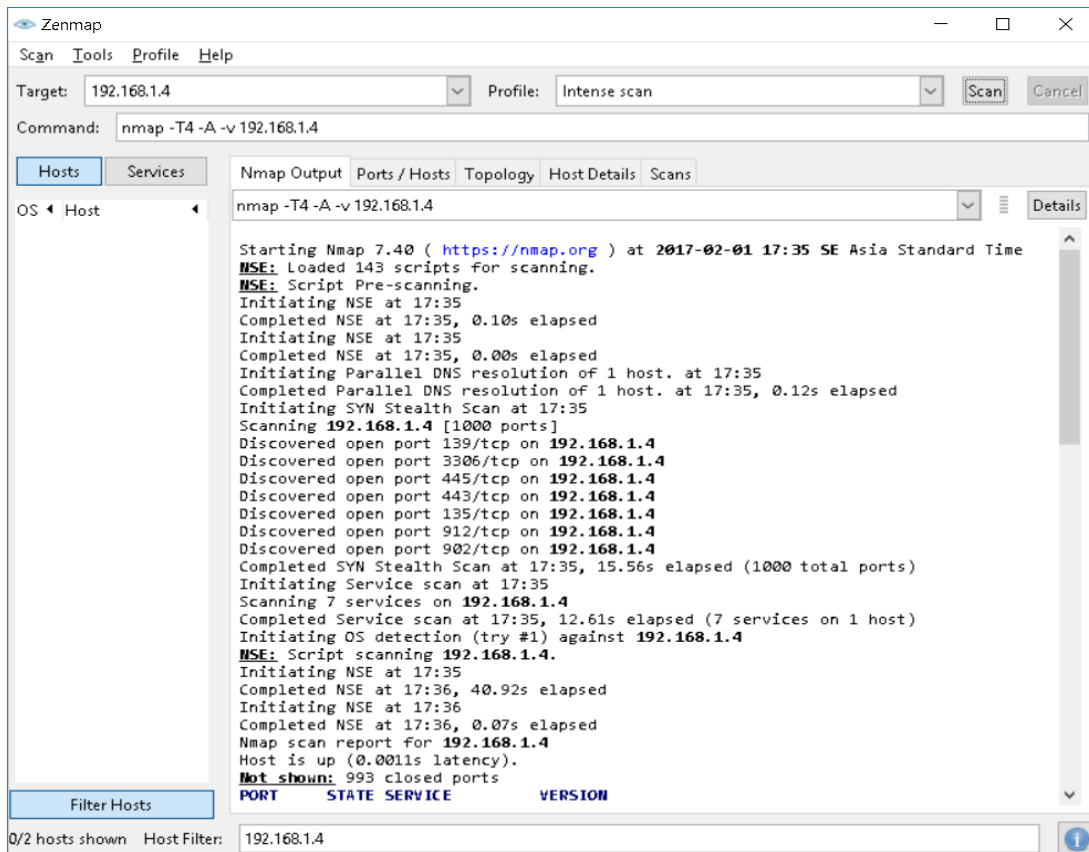 Zenmap
Scan Tools Profile Help
Target: 192.168.1.4 Profile: Intense scan Scan Cancel
Command: nmap -T4 -A -v 192.168.1.4
Hosts Services Nmap Output Ports / Hosts Topology Host Details Scans
OS Host nmap -T4 -A -v 192.168.1.4 Details
Starting Nmap 7.40 ( https://nmap.org ) at 2017-02-01 17:35 SE Asia Standard Time
NSE: Loaded 143 scripts for scanning.
NSE: Script Pre-scanning.
Initiating NSE at 17:35
Completed NSE at 17:35, 0.10s elapsed
Initiating NSE at 17:35
Completed NSE at 17:35, 0.00s elapsed
Initiating Parallel DNS resolution of 1 host. at 17:35
Completed Parallel DNS resolution of 1 host. at 17:35, 0.12s elapsed
Initiating SYN Stealth Scan at 17:35
Scanning 192.168.1.4 [1000 ports]
Discovered open port 139/tcp on 192.168.1.4
Discovered open port 3306/tcp on 192.168.1.4
Discovered open port 445/tcp on 192.168.1.4
Discovered open port 443/tcp on 192.168.1.4
Discovered open port 135/tcp on 192.168.1.4
Discovered open port 912/tcp on 192.168.1.4
Discovered open port 902/tcp on 192.168.1.4
Completed SYN Stealth Scan at 17:35, 15.56s elapsed (1000 total ports)
Initiating Service scan at 17:35
Scanning 7 services on 192.168.1.4
Completed Service scan at 17:35, 12.61s elapsed (7 services on 1 host)
Initiating OS detection (try #1) against 192.168.1.4
NSE: Script scanning 192.168.1.4.
Initiating NSE at 17:35
Completed NSE at 17:36, 40.92s elapsed
Initiating NSE at 17:36
Completed NSE at 17:36, 0.07s elapsed
Nmap scan report for 192.168.1.4
Host is up (0.0011s latency).
Not shown: 993 closed ports
PORT STATE SERVICE VERSION
Filter Hosts
0/2 hosts shown Host Filter: 192.168.1.4